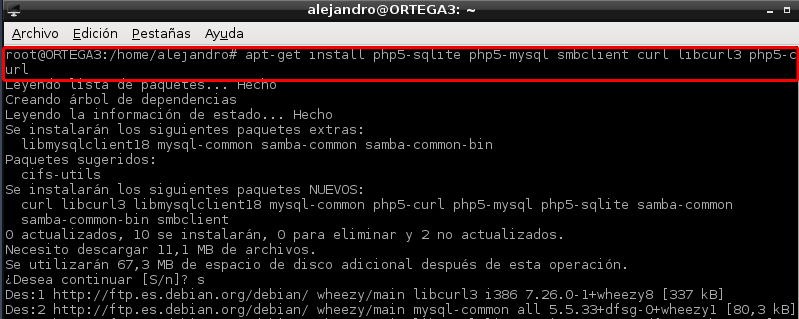 alejandro@ORTEGA3: ~
Archivo Edición Pestañas Ayuda
root@ORTEGA3:/home/alejandro# apt-get install php5-sqlite php5-mysql smbclient curl libcurl3 php5-c
url
Leyendo lista de paquetes... Hecho
Creando árbol de dependencias
Leyendo la información de estado... Hecho
Se instalarán los siguientes paquetes extras:
libmysqlclient18 mysql-common samba-common samba-common-bin
Paquetes sugeridos:
cifs-utils
Se instalarán los siguientes paquetes NUEVOS:
curl libcurl3 libmysqlclient18 mysql-common php5-curl php5-mysql php5-sqlite samba-common
samba-common-bin smbclient
0 actualizados, 10 se instalarán, 0 para eliminar y 2 no actualizados.
Necesito descargar 11,1 MB de archivos.
Se utilizarán 67,3 MB de espacio de disco adicional después de esta operación.
¿Desea continuar [S/n]? s
Des:1 http://ftp.es.debian.org/debian/ wheezy/main libcurl3 i386 7.26.0-1+wheezy8 [337 kB]
Des:2 http://ftp.es.debian.org/debian/ wheezy/main mysql-common all 5.5.33+dfsg-0+wheezy1 [80,3 kB]